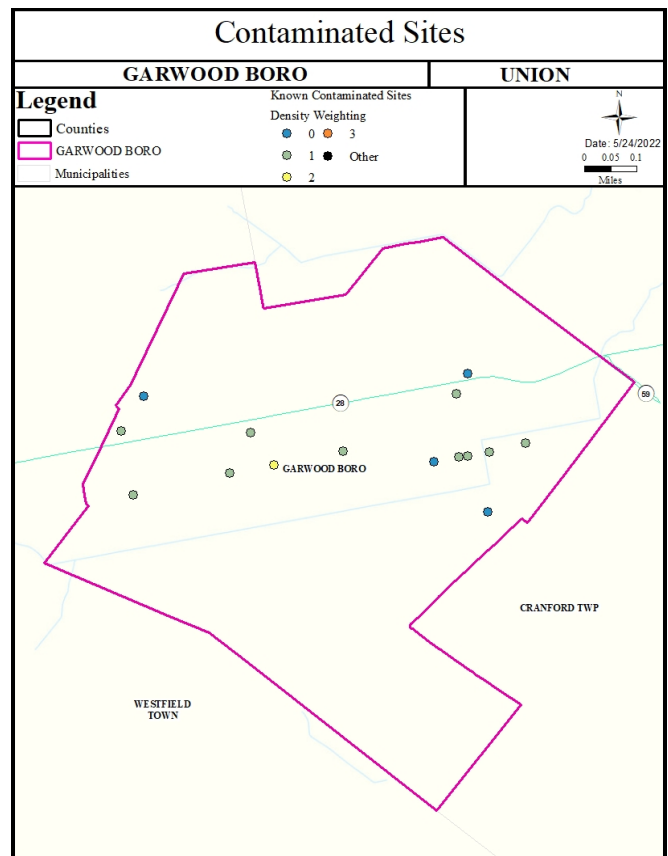 Contaminated Sites
GARWOOD BORO
UNION
Legend
Counties
GARWOOD BORO
Municipalities
Known Contaminated Sites
Density Weighting
0 3
1 Other
2
N
Date: 5/24/2022
0 0.05 0.1
Miles
28
59
GARWOOD BORO
CRANFORD TWP
WESTFIELD
TOWN